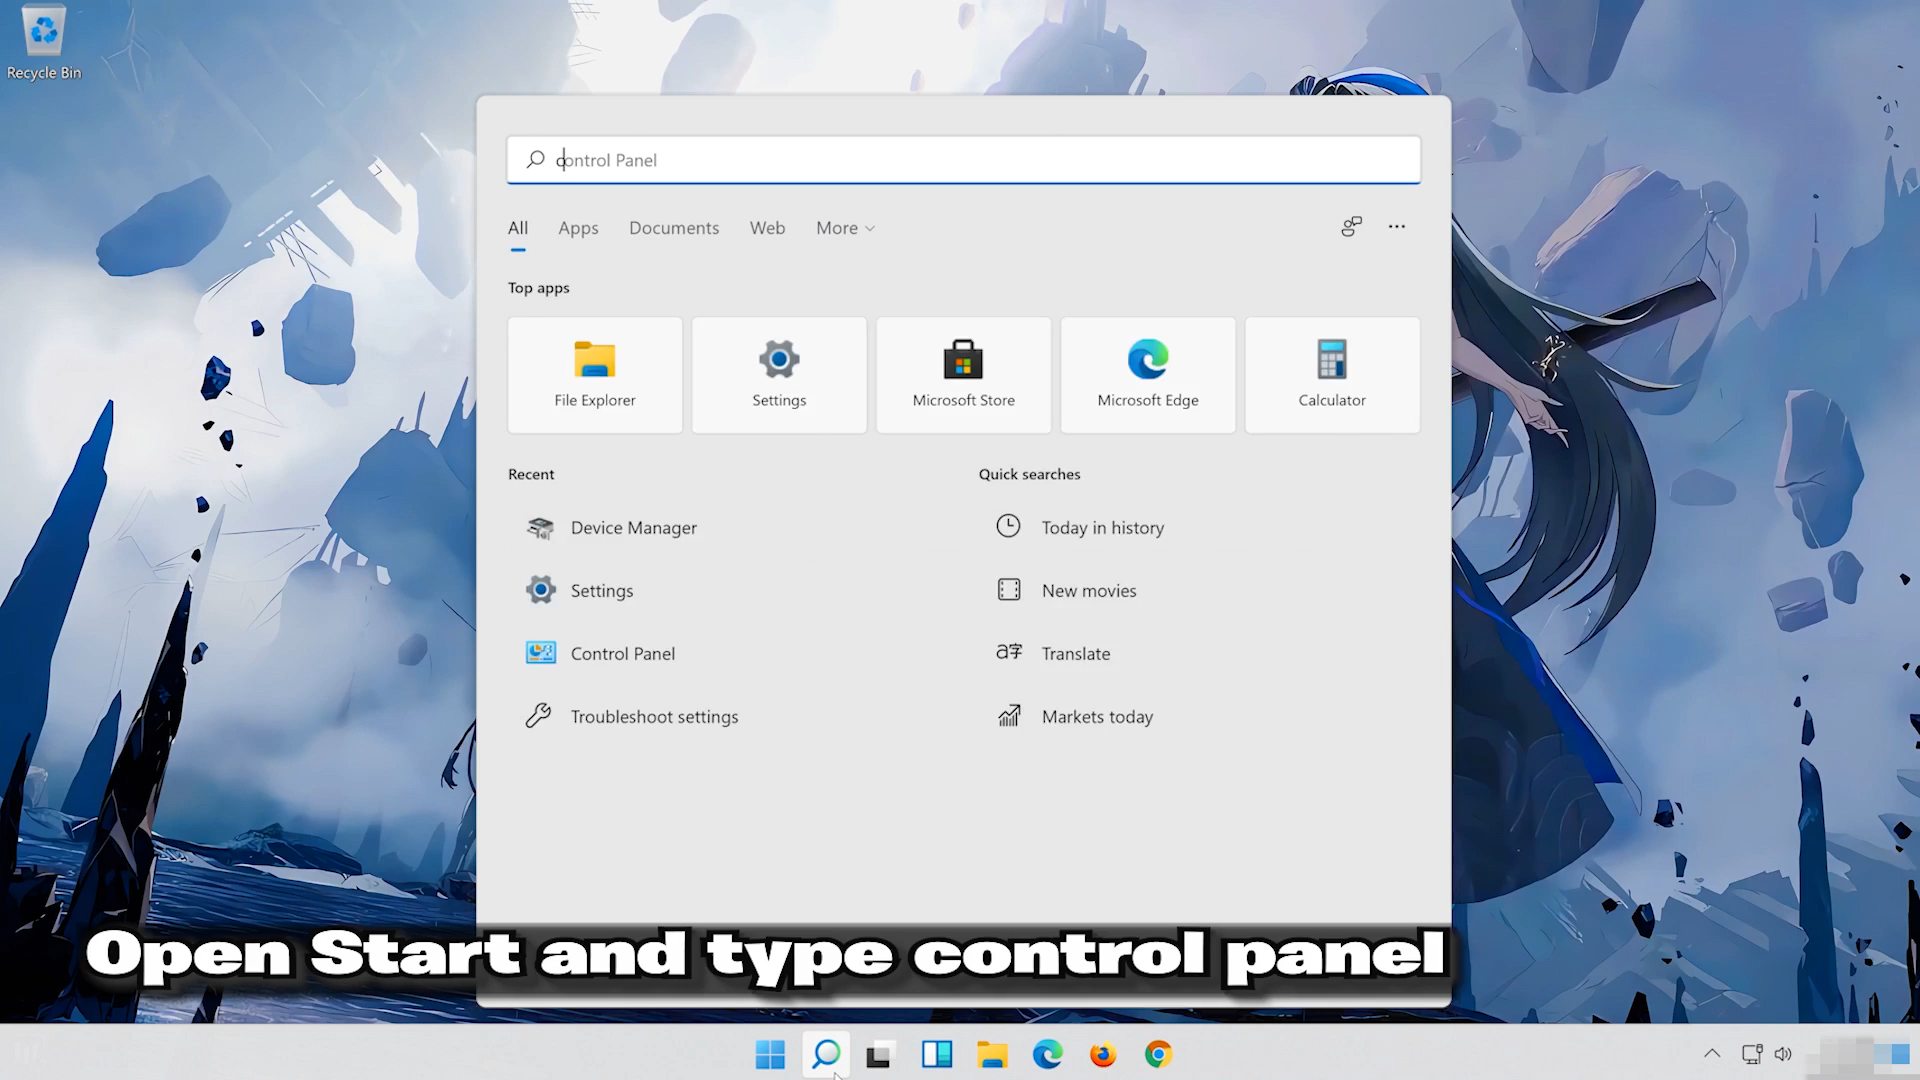 Recycle Bin
control Panel
All Apps Documents Web More
Top apps
File Explorer Settings Microsoft Store Microsoft Edge Calculator
Recent Quick searches
Device Manager Today in history
Settings New movies
Control Panel Translate
Troubleshoot settings Markets today
Open Start and type control panel